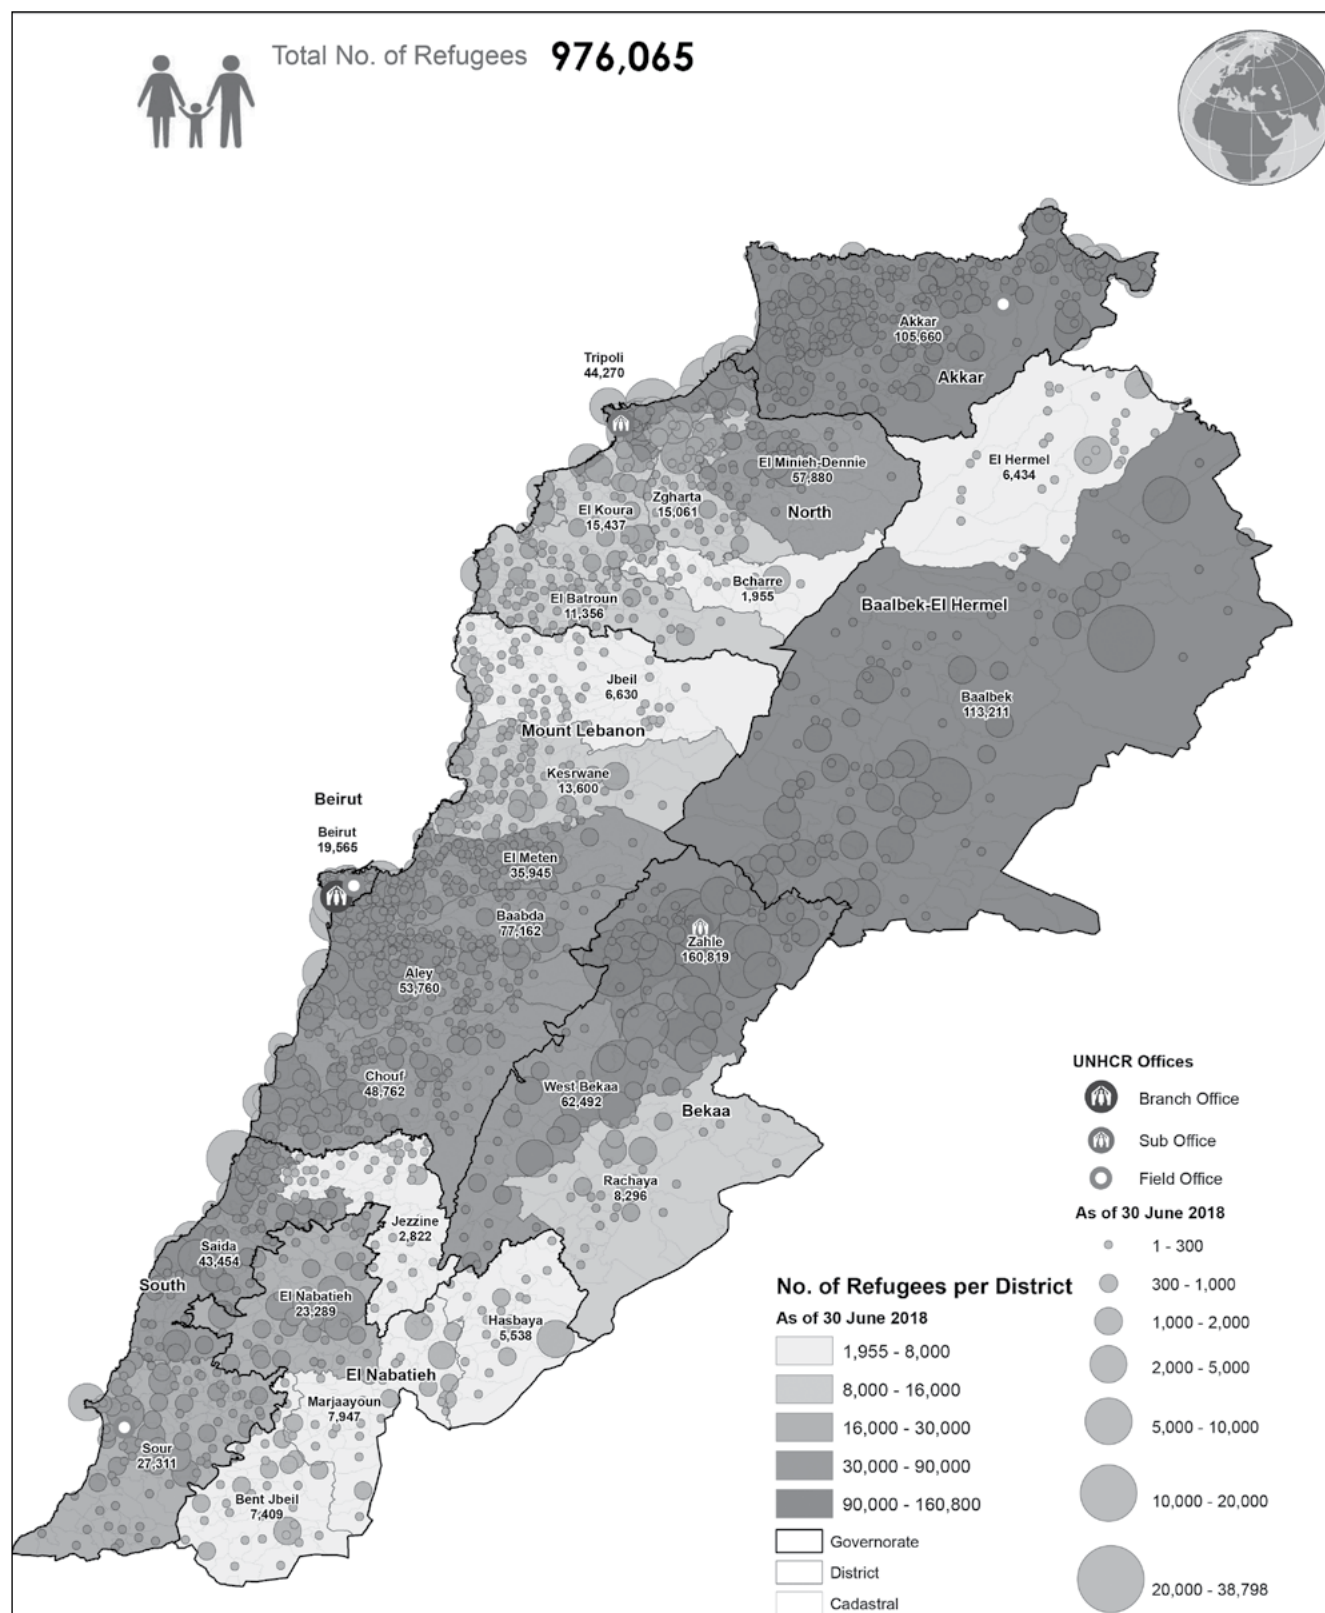 Total No. of Refugees 976,065
Akkar
105,660
Akkar
Tripoli
44,270
El Hermel
6,434
El Minieh-Dennie
57,880
Zgharta
15,061
El Koura
15,437
North
Bcharre
1,955
El Batroun
11,356
Baalbek-El Hermel
Jbeil
6,630
Baalbek
113,211
Mount Lebanon
Kesrwane
13,600
Beirut
Beirut
19,565
El Meten
35,945
Baabda
77,162
Zahle
160,819
Aley
53,760
Chouf
48,762
West Bekaa
62,492
Bekaa
Rachaya
8,296
Jezzine
2,822
Saida
43,454
South
El Nabatieh
23,289
Hasbaya
5,538
El Nabatieh
Marjaayoun
7,947
Sour
27,311
Bent Jbeil
7,409
UNHCR Offices
Branch Office
Sub Office
Field Office
As of 30 June 2018
1 - 300
300 - 1,000
1,000 - 2,000
2,000 - 5,000
5,000 - 10,000
10,000 - 20,000
20,000 - 38,798
No. of Refugees per District
As of 30 June 2018
1,955 - 8,000
8,000 - 16,000
16,000 - 30,000
30,000 - 90,000
90,000 - 160,800
Governorate
District
Cadastral